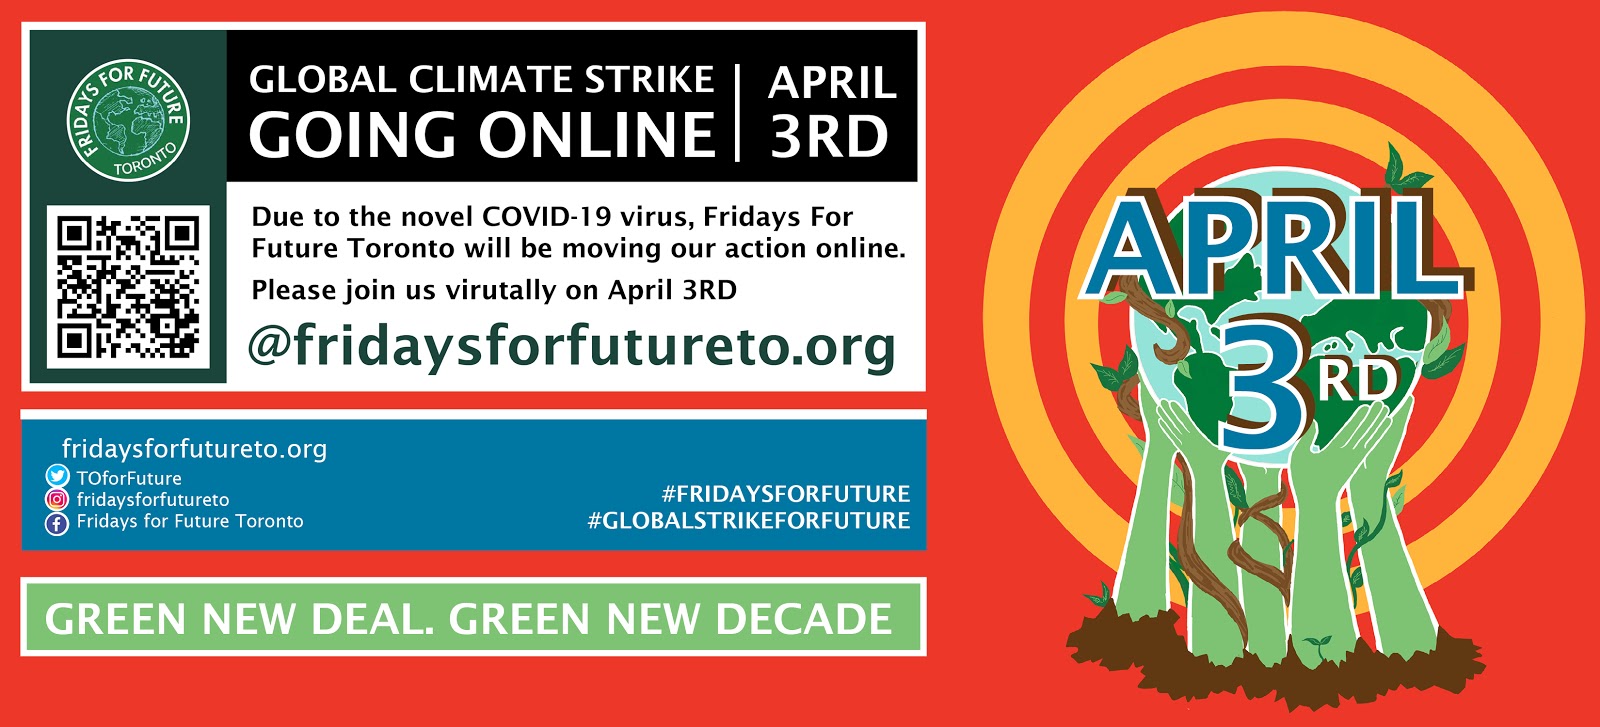 FRIDAYS FOR FUTURE
TORONTO
GLOBAL CLIMATE STRIKE
GOING ONLINE
APRIL
3RD
Due to the novel COVID-19 virus, Fridays For
Future Toronto will be moving our action online.
Please join us virutally on April 3RD
@fridaysforfutureto.org
fridaysforfutureto.org
TOforFuture
fridaysforfutureto
Fridays for Future Toronto
#FRIDAYSFORFUTURE
#GLOBALSTRIKEFORFUTURE
GREEN NEW DEAL. GREEN NEW DECADE
APRIL
3RD